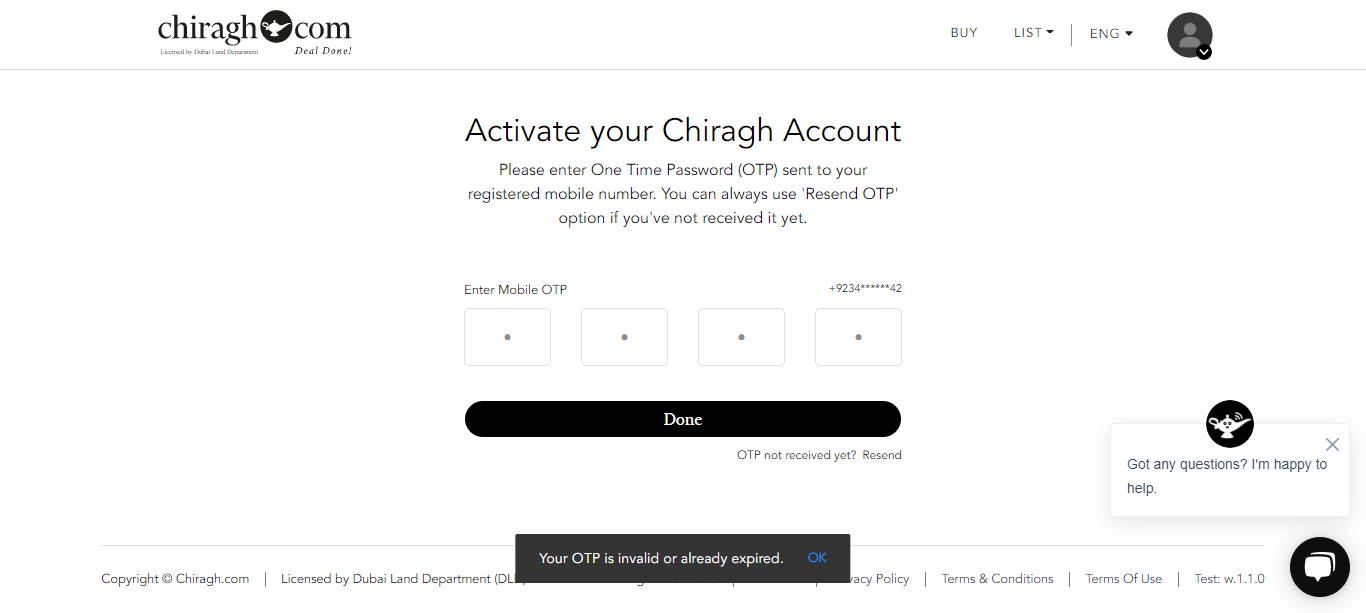 chiragh com
Licensed by Dubai Land Department
Deal Done!
BUY
LIST
ENG
Activate your Chiragh Account
Please enter One Time Password (OTP) sent to your
registered mobile number. You can always use 'Resend OTP'
option if you've not received it yet.
Enter Mobile OTP
+9234******42
Done
OTP not received yet? Resend
Got any questions? I'm happy to
help.
Your OTP is invalid or already expired. OK
Copyright © Chiragh.com
Licensed by Dubai Land Department (DL
Policy
Terms & Conditions
Terms Of Use
Test: w.1.1.0